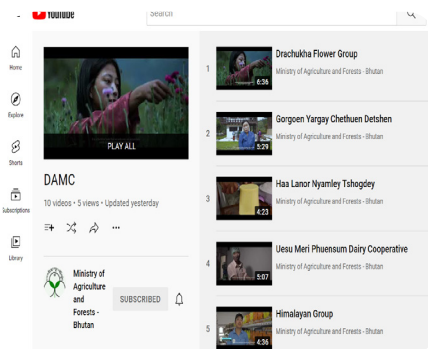 YouTube
Search
Home
Explore
Shorts
Subscriptions
Library
PLAY ALL
DAMC
10 videos • 5 views • Updated yesterday
Ministry of
Agriculture
and
Forests -
Bhutan
SUBSCRIBED
1
Drachukha Flower Group
Ministry of Agriculture and Forests - Bhutan
6:36
2
Gorgoen Yargay Chethuen Detshen
Ministry of Agriculture and Forests - Bhutan
5:29
3
Haa Lanor Nyamley Tshogdey
Ministry of Agriculture and Forests - Bhutan
4:23
4
Uesu Meri Phuensum Dairy Cooperative
Ministry of Agriculture and Forests - Bhutan
5:07
5
Himalayan Group
Ministry of Agriculture and Forests - Bhutan
4:36